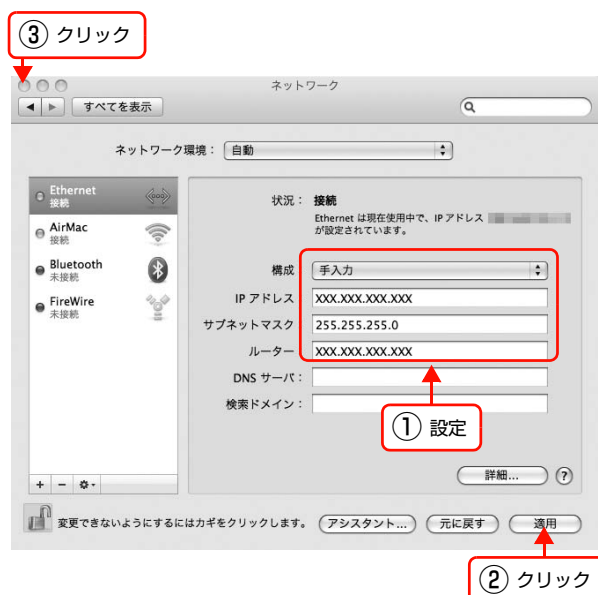 ③ クリック
ネットワーク
すべてを表示
ネットワーク環境： 自動
Ethernet
接続
AirMac
接続
Bluetooth
未接続
FireWire
未接続
状況： 接続
Ethernet は現在使用中で、IP アドレス
が設定されています。
構成 手入力
IP アドレス XXX.XXX.XXX.XXX
サブネットマスク 255.255.255.0
ルーター XXX.XXX.XXX.XXX
DNS サーバ：
検索ドメイン：
① 設定
詳細... ?
+ −
変更できないようにするにはカギをクリックします。 アシスタント... 元に戻す 適用
② クリック